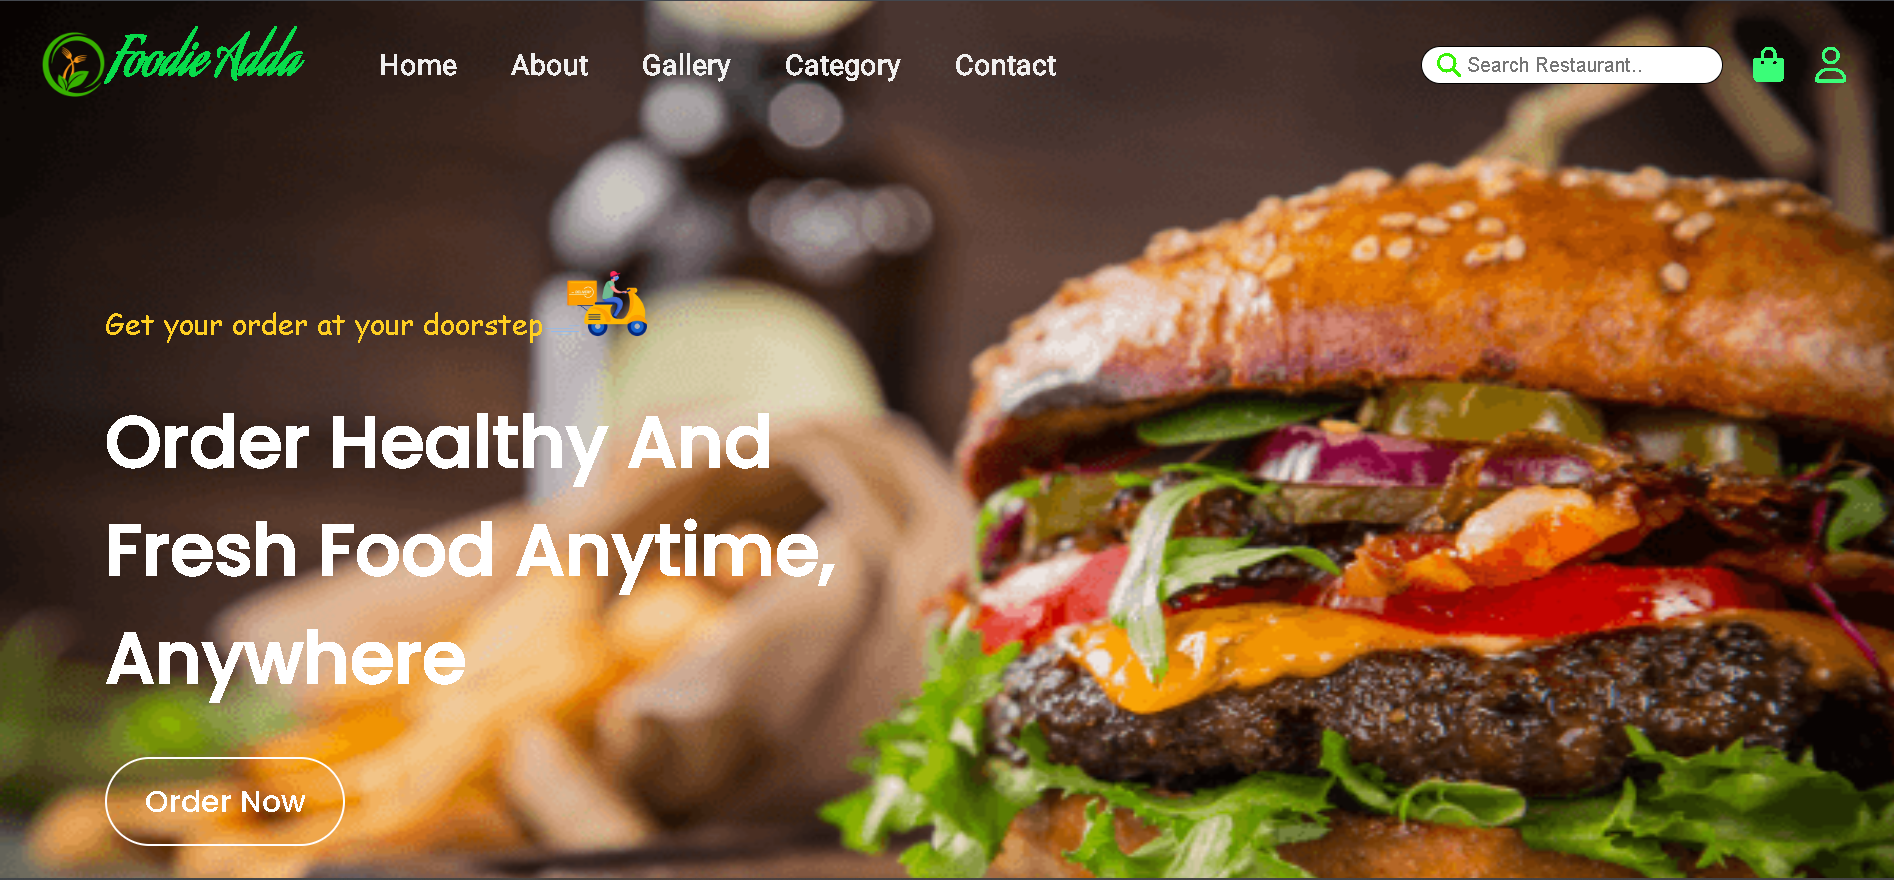 Foodie Adda
Home
About
Gallery
Category
Contact
Search Restaurant..
Get your order at your doorstep
Order Healthy And
Fresh Food Anytime,
Anywhere
Order Now